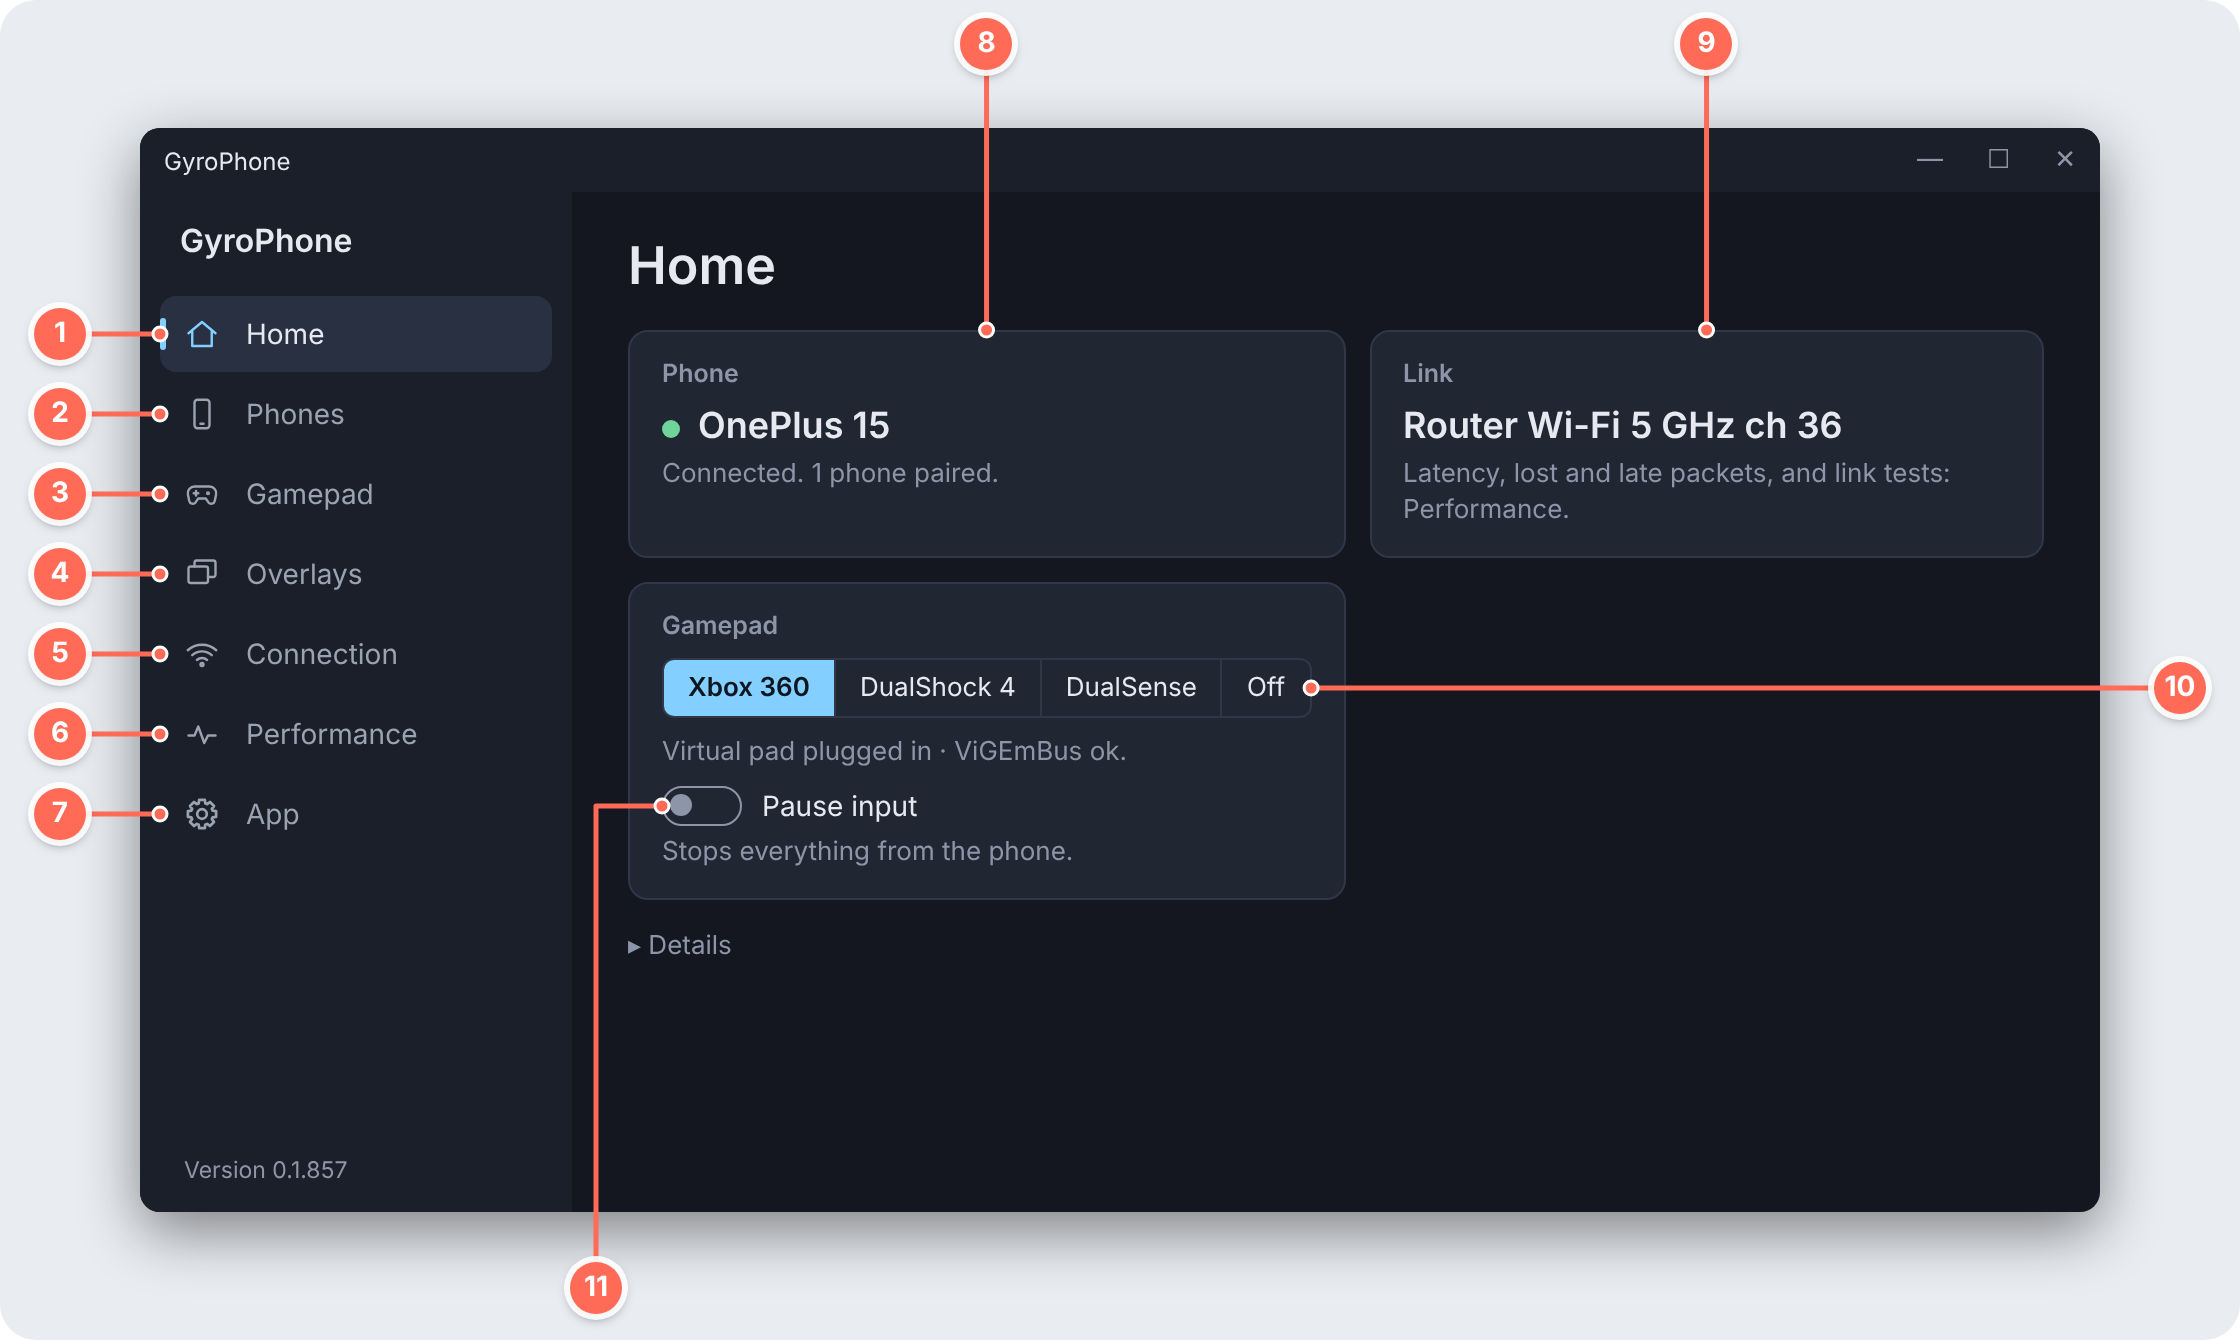 8
9
GyroPhone
GyroPhone
1
Home
2
Phones
3
Gamepad
4
Overlays
5
Connection
6
Performance
7
App
Version 0.1.857
Home
Phone
OnePlus 15
Connected. 1 phone paired.
Link
Router Wi-Fi 5 GHz ch 36
Latency, lost and late packets, and link tests:
Performance.
Gamepad
Xbox 360 DualShock 4 DualSense Off
10
Virtual pad plugged in · ViGEmBus ok.
Pause input
Stops everything from the phone.
▸ Details
11